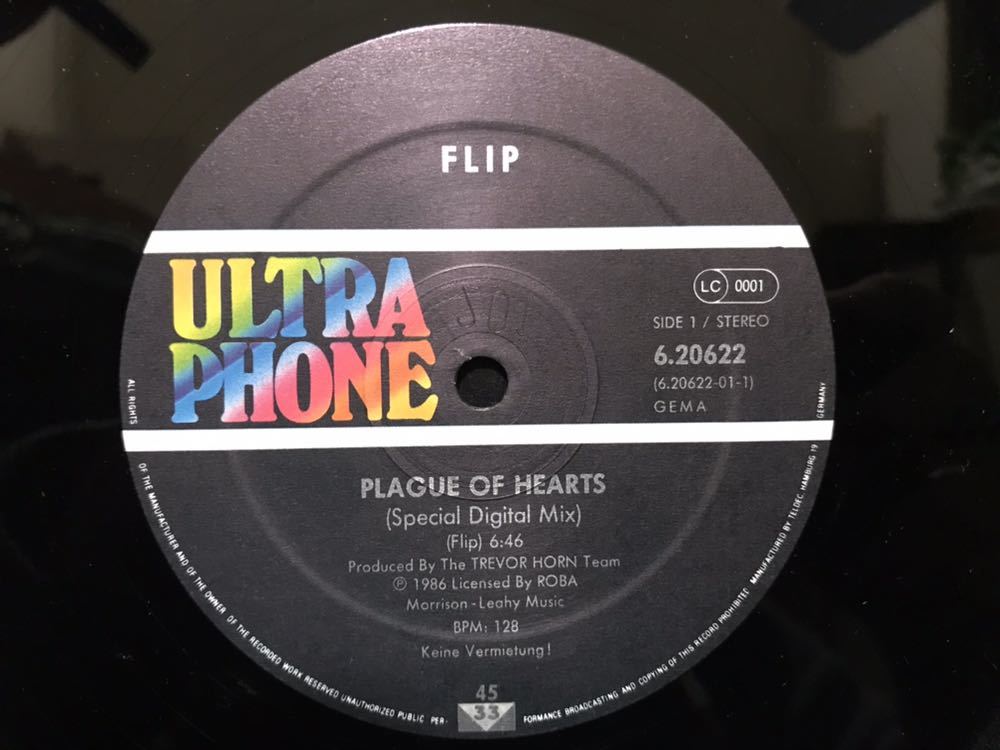 FLIP
ULTRA
PHONE
LC 0001
SIDE 1 / STEREO
6.20622
(6.20622-01-1)
GEMA
PLAGUE OF HEARTS
(Special Digital Mix)
(Flip) 6:46
Produced By The TREVOR HORN Team
℗ 1986 Licensed By ROBA
Morrison-Leahy Music
BPM: 128
Keine Vermietung!
45
33
ALL RIGHTS OF THE MANUFACTURER AND OF THE OWNER OF THE RECORDED WORK RESERVED UNAUTHORIZED PUBLIC PER-
FORMANCE BROADCASTING AND COPYING OF THIS RECORD PROHIBITED MANUFACTURED BY TELDEC HAMBURG 19 GERMANY